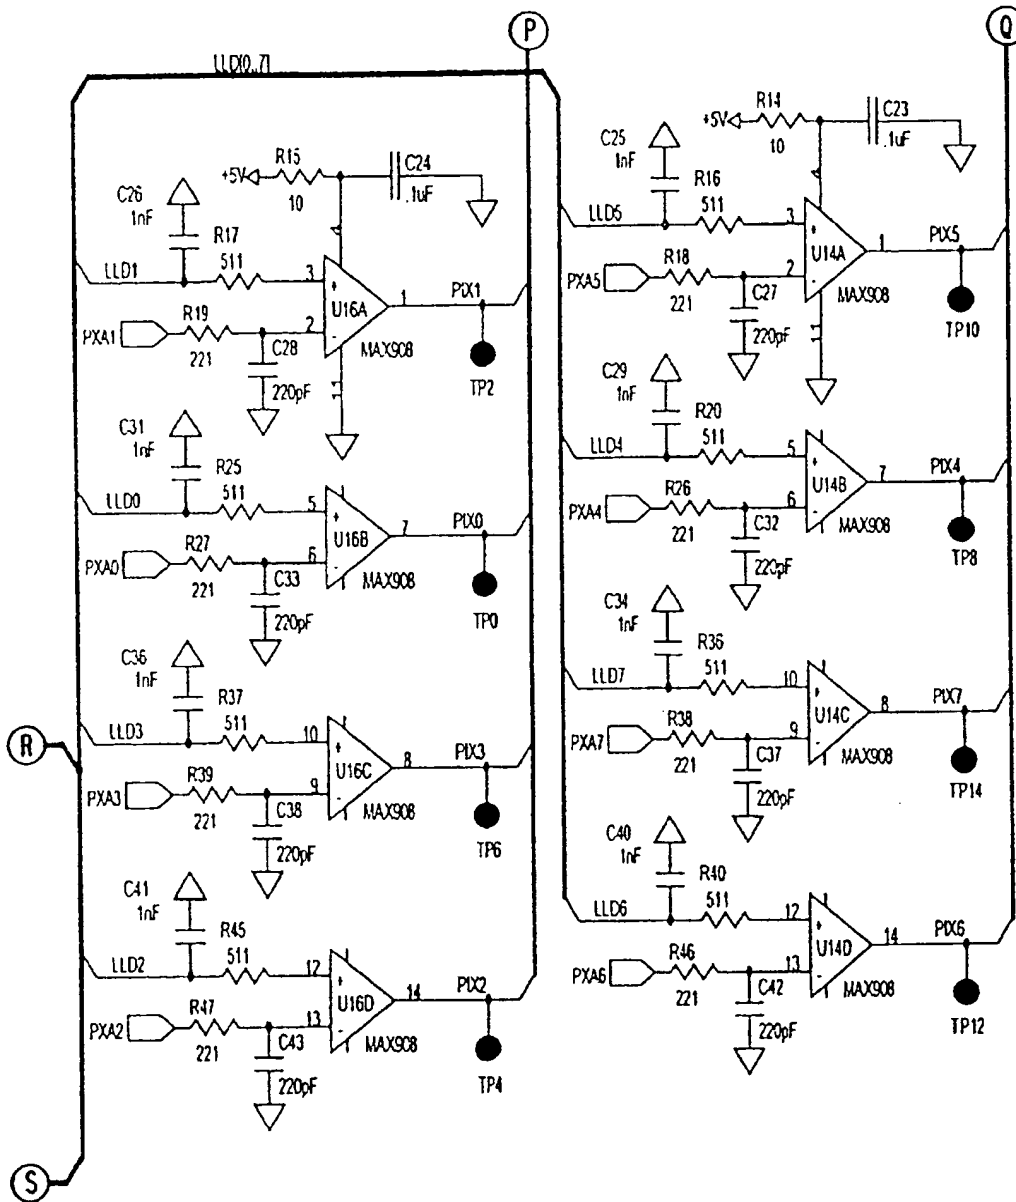 P
Q
LLD[0..7]
+5V
R14
10
C23
.1uF
C25
1nF
R16
511
LLD5
3
+
U14A
4
1
PIX5
MAX908
TP10
PXA5
R18
221
2
-
C27
220pF
11
+5V
R15
10
C24
.1uF
C26
1nF
R17
511
LLD1
3
+
U16A
4
1
PIX1
MAX908
TP2
PXA1
R19
221
2
-
C28
220pF
11
C29
1nF
R20
511
LLD4
5
+
U14B
7
PIX4
MAX908
TP8
PXA4
R26
221
6
-
C32
220pF
C31
1nF
R25
511
LLD0
5
+
U16B
7
PIX0
MAX908
TP0
PXA0
R27
221
6
-
C33
220pF
C34
1nF
R36
511
LLD7
10
+
U14C
8
PIX7
MAX908
TP14
PXA7
R38
221
9
-
C37
220pF
C36
1nF
R37
511
LLD3
10
+
U16C
8
PIX3
MAX908
TP6
PXA3
R39
221
9
-
C38
220pF
R
C40
1nF
R40
511
LLD6
12
+
U14D
14
PIX6
MAX908
TP12
PXA6
R46
221
13
-
C42
220pF
C41
1nF
R45
511
LLD2
12
+
U16D
14
PIX2
MAX908
TP4
PXA2
R47
221
13
-
C43
220pF
S